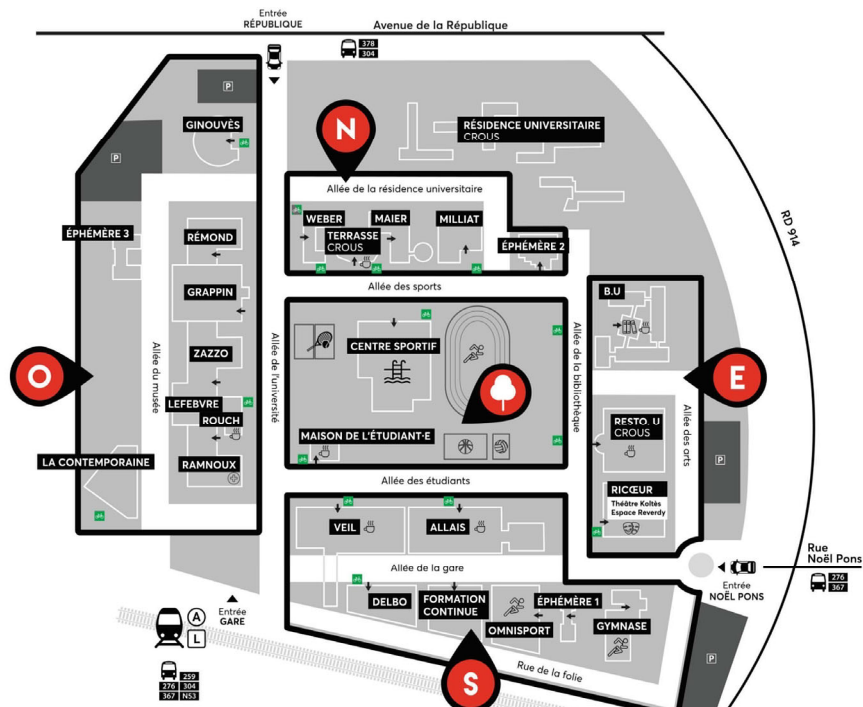 Entrée
RÉPUBLIQUE
Avenue de la République
378
304
P
GINOUVÈS
P
N
RÉSIDENCE UNIVERSITAIRE
CROUS
Allée de la résidence universitaire
WEBER
MAIER
MILLIAT
TERRASSE
CROUS
ÉPHÉMÈRE 2
RD 914
ÉPHÉMÈRE 3
RÉMOND
GRAPPIN
Allée des sports
B.U
CENTRE SPORTIF
ZAZZO
O
Allée du musée
Allée de l'université
Allée de la bibliothèque
E
LEFEBVRE
ROUCH
RESTO. U
CROUS
Allée des arts
MAISON DE L'ÉTUDIANT·E
LA CONTEMPORAINE
RAMNOUX
P
Allée des étudiants
RICŒUR
Théâtre Koltès
Espace Reverdy
VEIL
ALLAIS
Allée de la gare
Rue
Noël Pons
276
367
Entrée
NOËL PONS
DELBO
FORMATION
CONTINUE
ÉPHÉMÈRE 1
OMNISPORT
GYMNASE
Entrée
GARE
A
L
P
Rue de la folie
S
259
276
304
367
N53